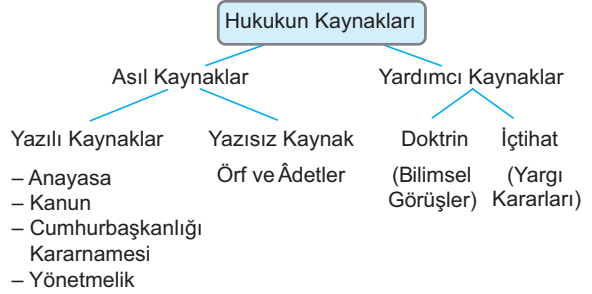 Hukukun Kaynakları
Asıl Kaynaklar
Yardımcı Kaynaklar
Yazılı Kaynaklar
– Anayasa
– Kanun
– Cumhurbaşkanlığı
Kararnamesi
– Yönetmelik
Yazısız Kaynak
Örf ve Âdetler
Doktrin
(Bilimsel
Görüşler)
İçtihat
(Yargı
Kararları)